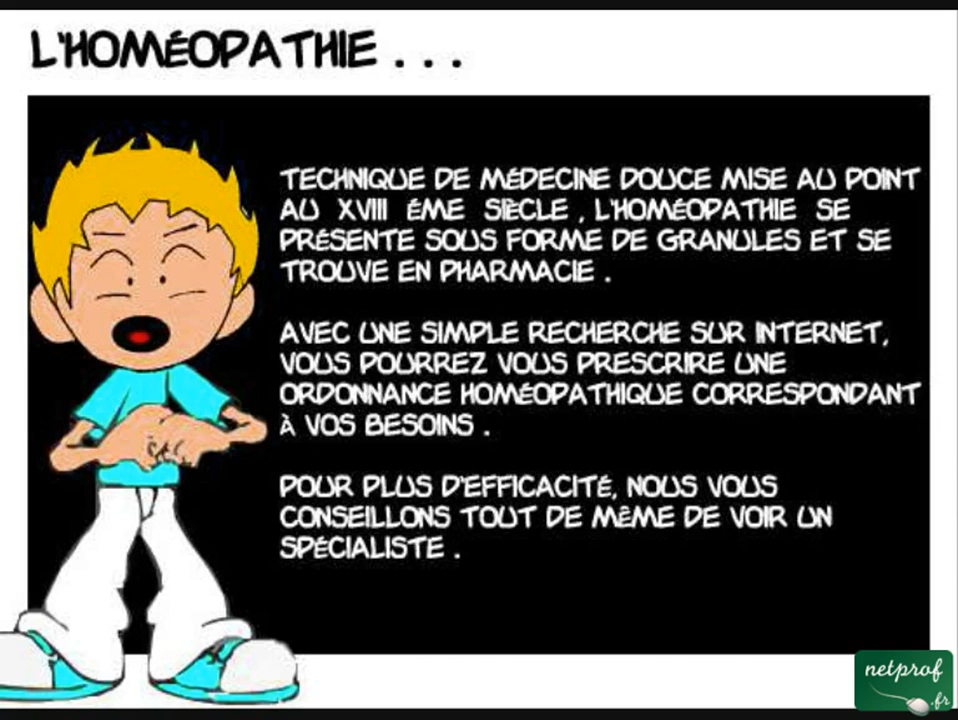 L'HOMÉOPATHIE . . .
TECHNIQUE DE MÉDECINE DOUCE MISE AU POINT
AU XVIII ÉME SIÈCLE , L'HOMÉOPATHIE SE
PRÉSENTE SOUS FORME DE GRANULES ET SE
TROUVE EN PHARMACIE .
AVEC UNE SIMPLE RECHERCHE SUR INTERNET,
VOUS POURREZ VOUS PRESCRIRE UNE
ORDONNANCE HOMÉOPATHIQUE CORRESPONDANT
À VOS BESOINS .
POUR PLUS D'EFFICACITÉ, NOUS VOUS
CONSEILLONS TOUT DE MÊME DE VOIR UN
SPÉCIALISTE .
netprof
.fr